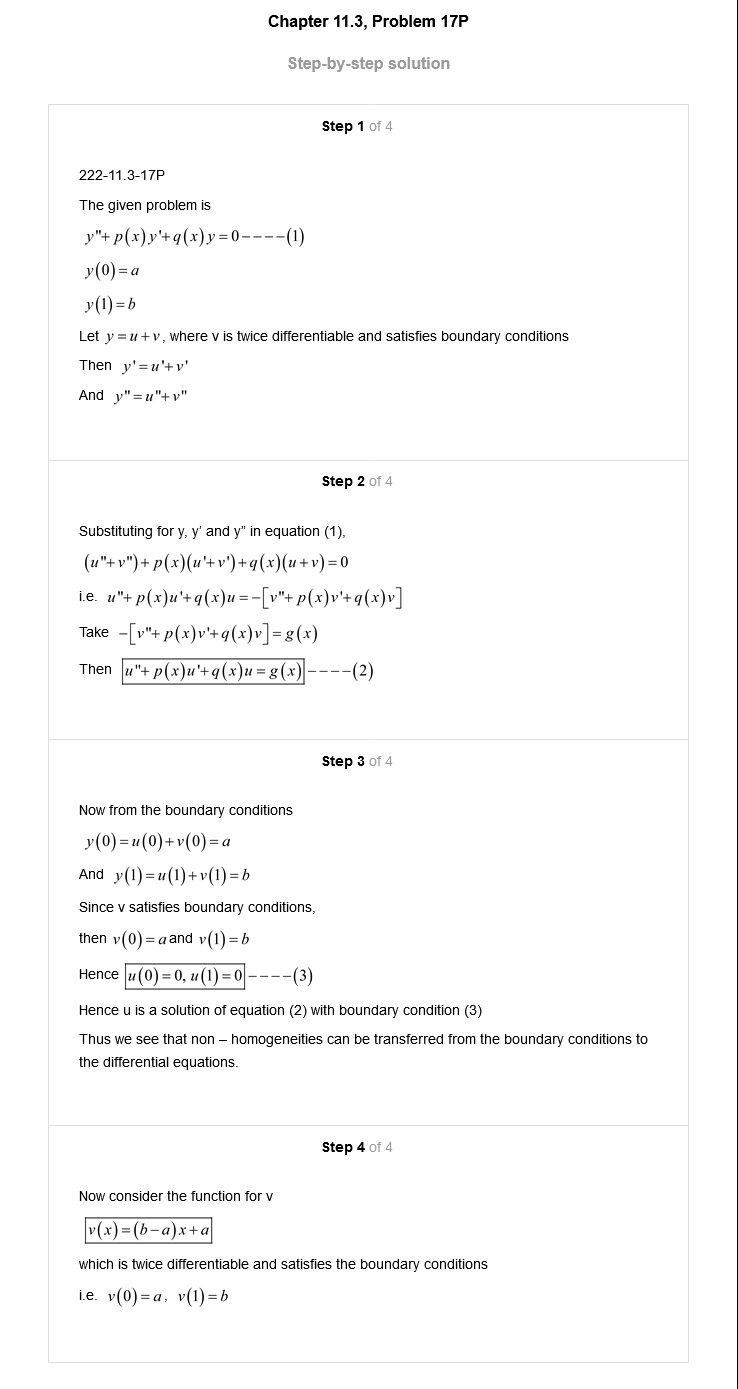 Chapter 11.3, Problem 17P
Step-by-step solution
Step 1 of 4
222-11.3-17P
The given problem is
y"+ p(x)y'+q(x)y=0----(1)
y(0)=a
y(1)=b
Let y=u+v, where v is twice differentiable and satisfies boundary conditions
Then y'=u'+v'
And y"=u"+v"
Step 2 of 4
Substituting for y, y' and y” in equation (1),
(u"+v")+p(x)(u'+v')+q(x)(u+v)=0
i.e. u"+p(x)u'+q(x)u=-[v"+p(x)v'+q(x)v]
Take -[v"+p(x)v'+q(x)v]=g(x)
Then u"+p(x)u'+q(x)u=g(x)----(2)
Step 3 of 4
Now from the boundary conditions
y(0)=u(0)+v(0)=a
And y(1)=u(1)+v(1)=b
Since v satisfies boundary conditions,
then v(0)=a and v(1)=b
Hence u(0)=0, u(1)=0----(3)
Hence u is a solution of equation (2) with boundary condition (3)
Thus we see that non – homogeneities can be transferred from the boundary conditions to
the differential equations.
Step 4 of 4
Now consider the function for v
v(x)=(b-a)x+a
which is twice differentiable and satisfies the boundary conditions
i.e. v(0)=a, v(1)=b